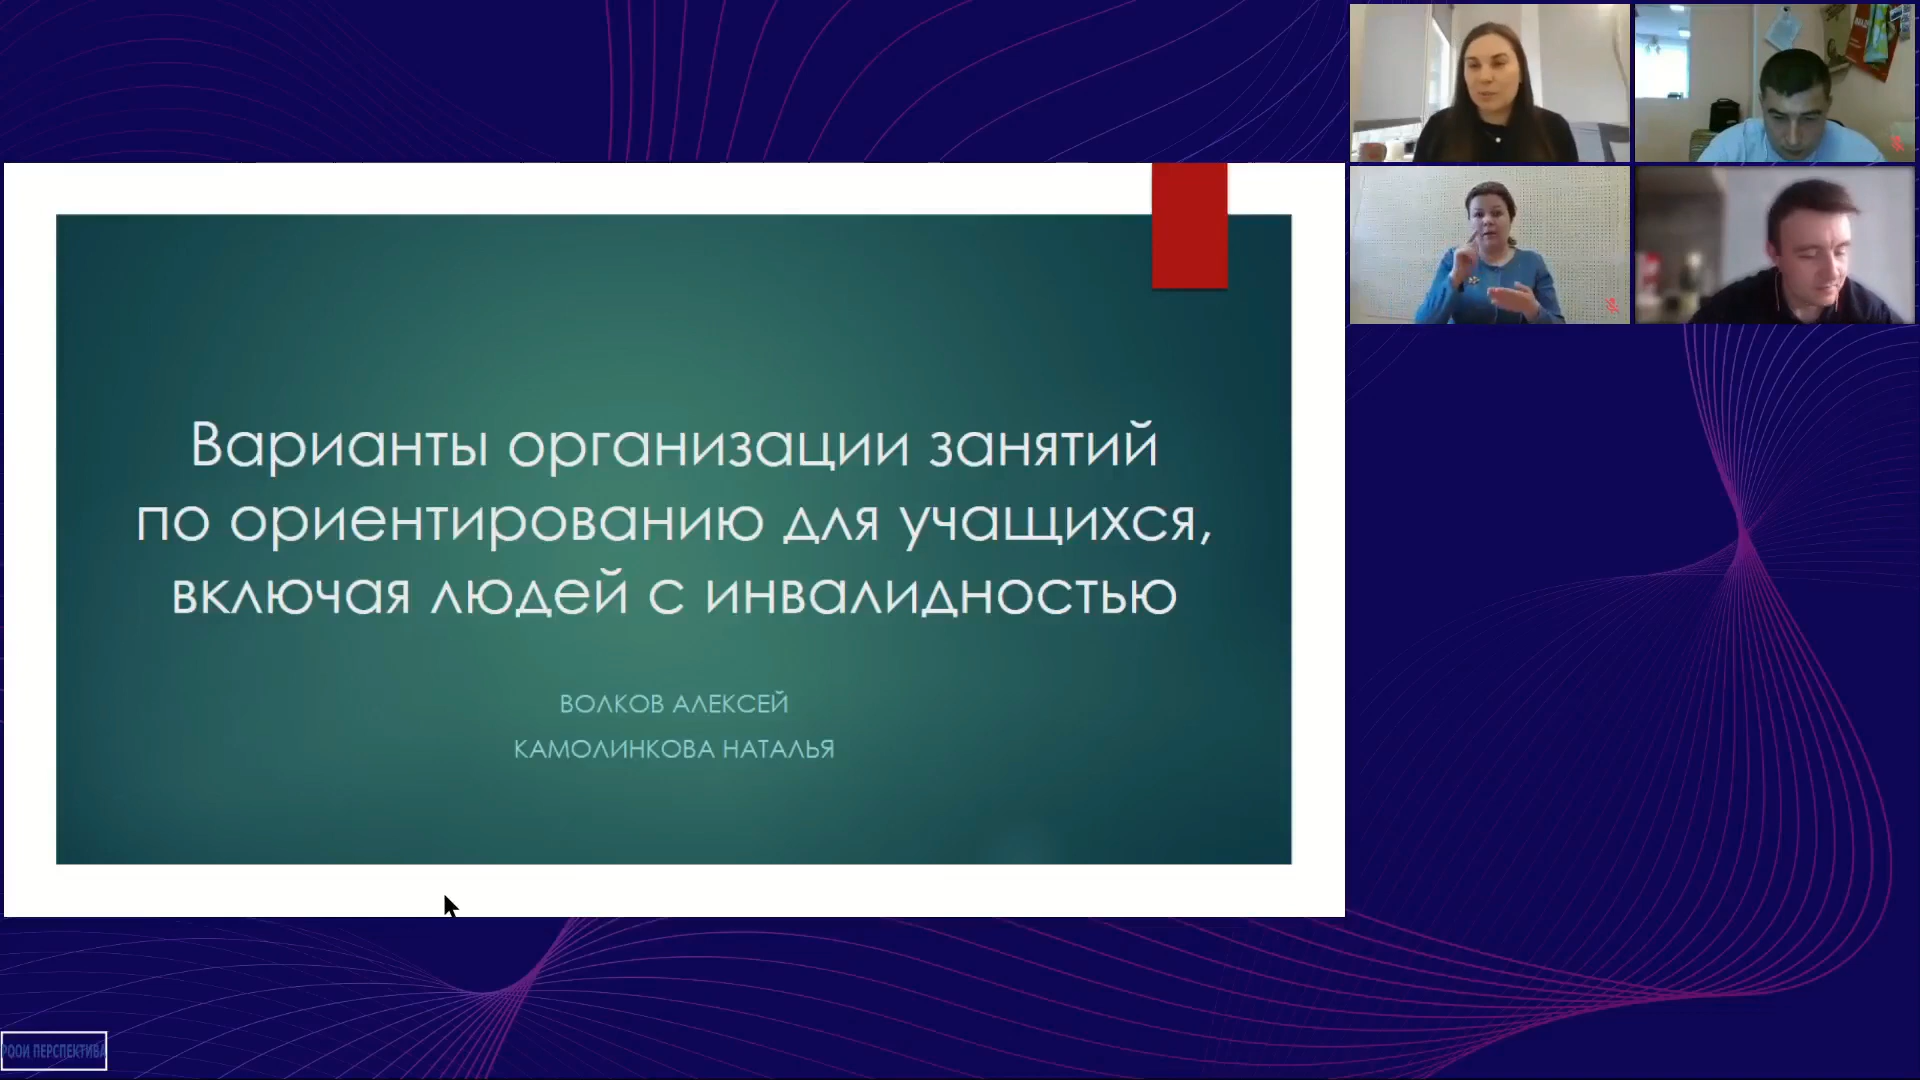 Варианты организации занятий
по ориентированию для учащихся,
включая людей с инвалидностью
ВОЛКОВ АЛЕКСЕЙ
КАМОЛИНКОВА НАТАЛЬЯ
РООИ ПЕРСПЕКТИВА